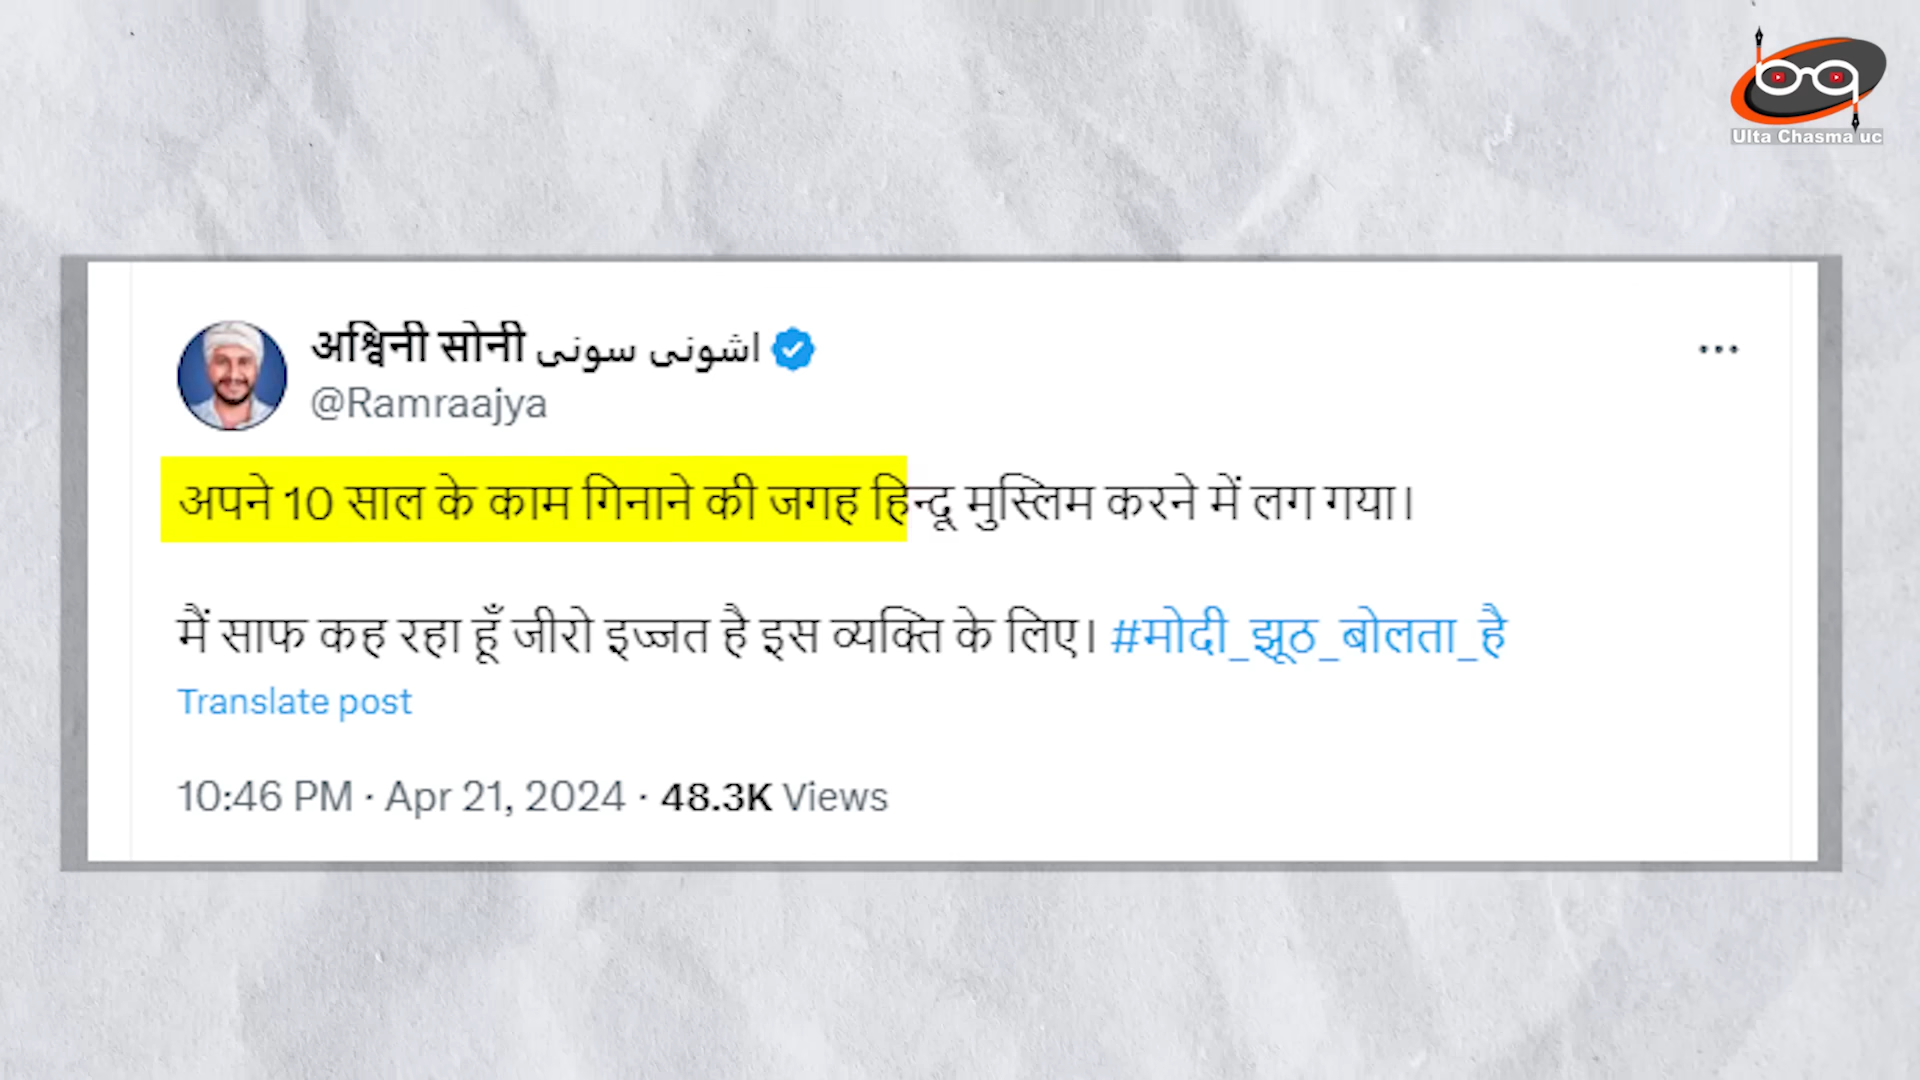 Ulta Chasma uc
अश्विनी सोनी اشونی سونی
@Ramraajya
अपने 10 साल के काम गिनाने की जगह हिन्दू मुस्लिम करने में लग गया।
मैं साफ कह रहा हूँ जीरो इज्जत है इस व्यक्ति के लिए। #मोदी_झूठ_बोलता_है
Translate post
10:46 PM · Apr 21, 2024 · 48.3K Views